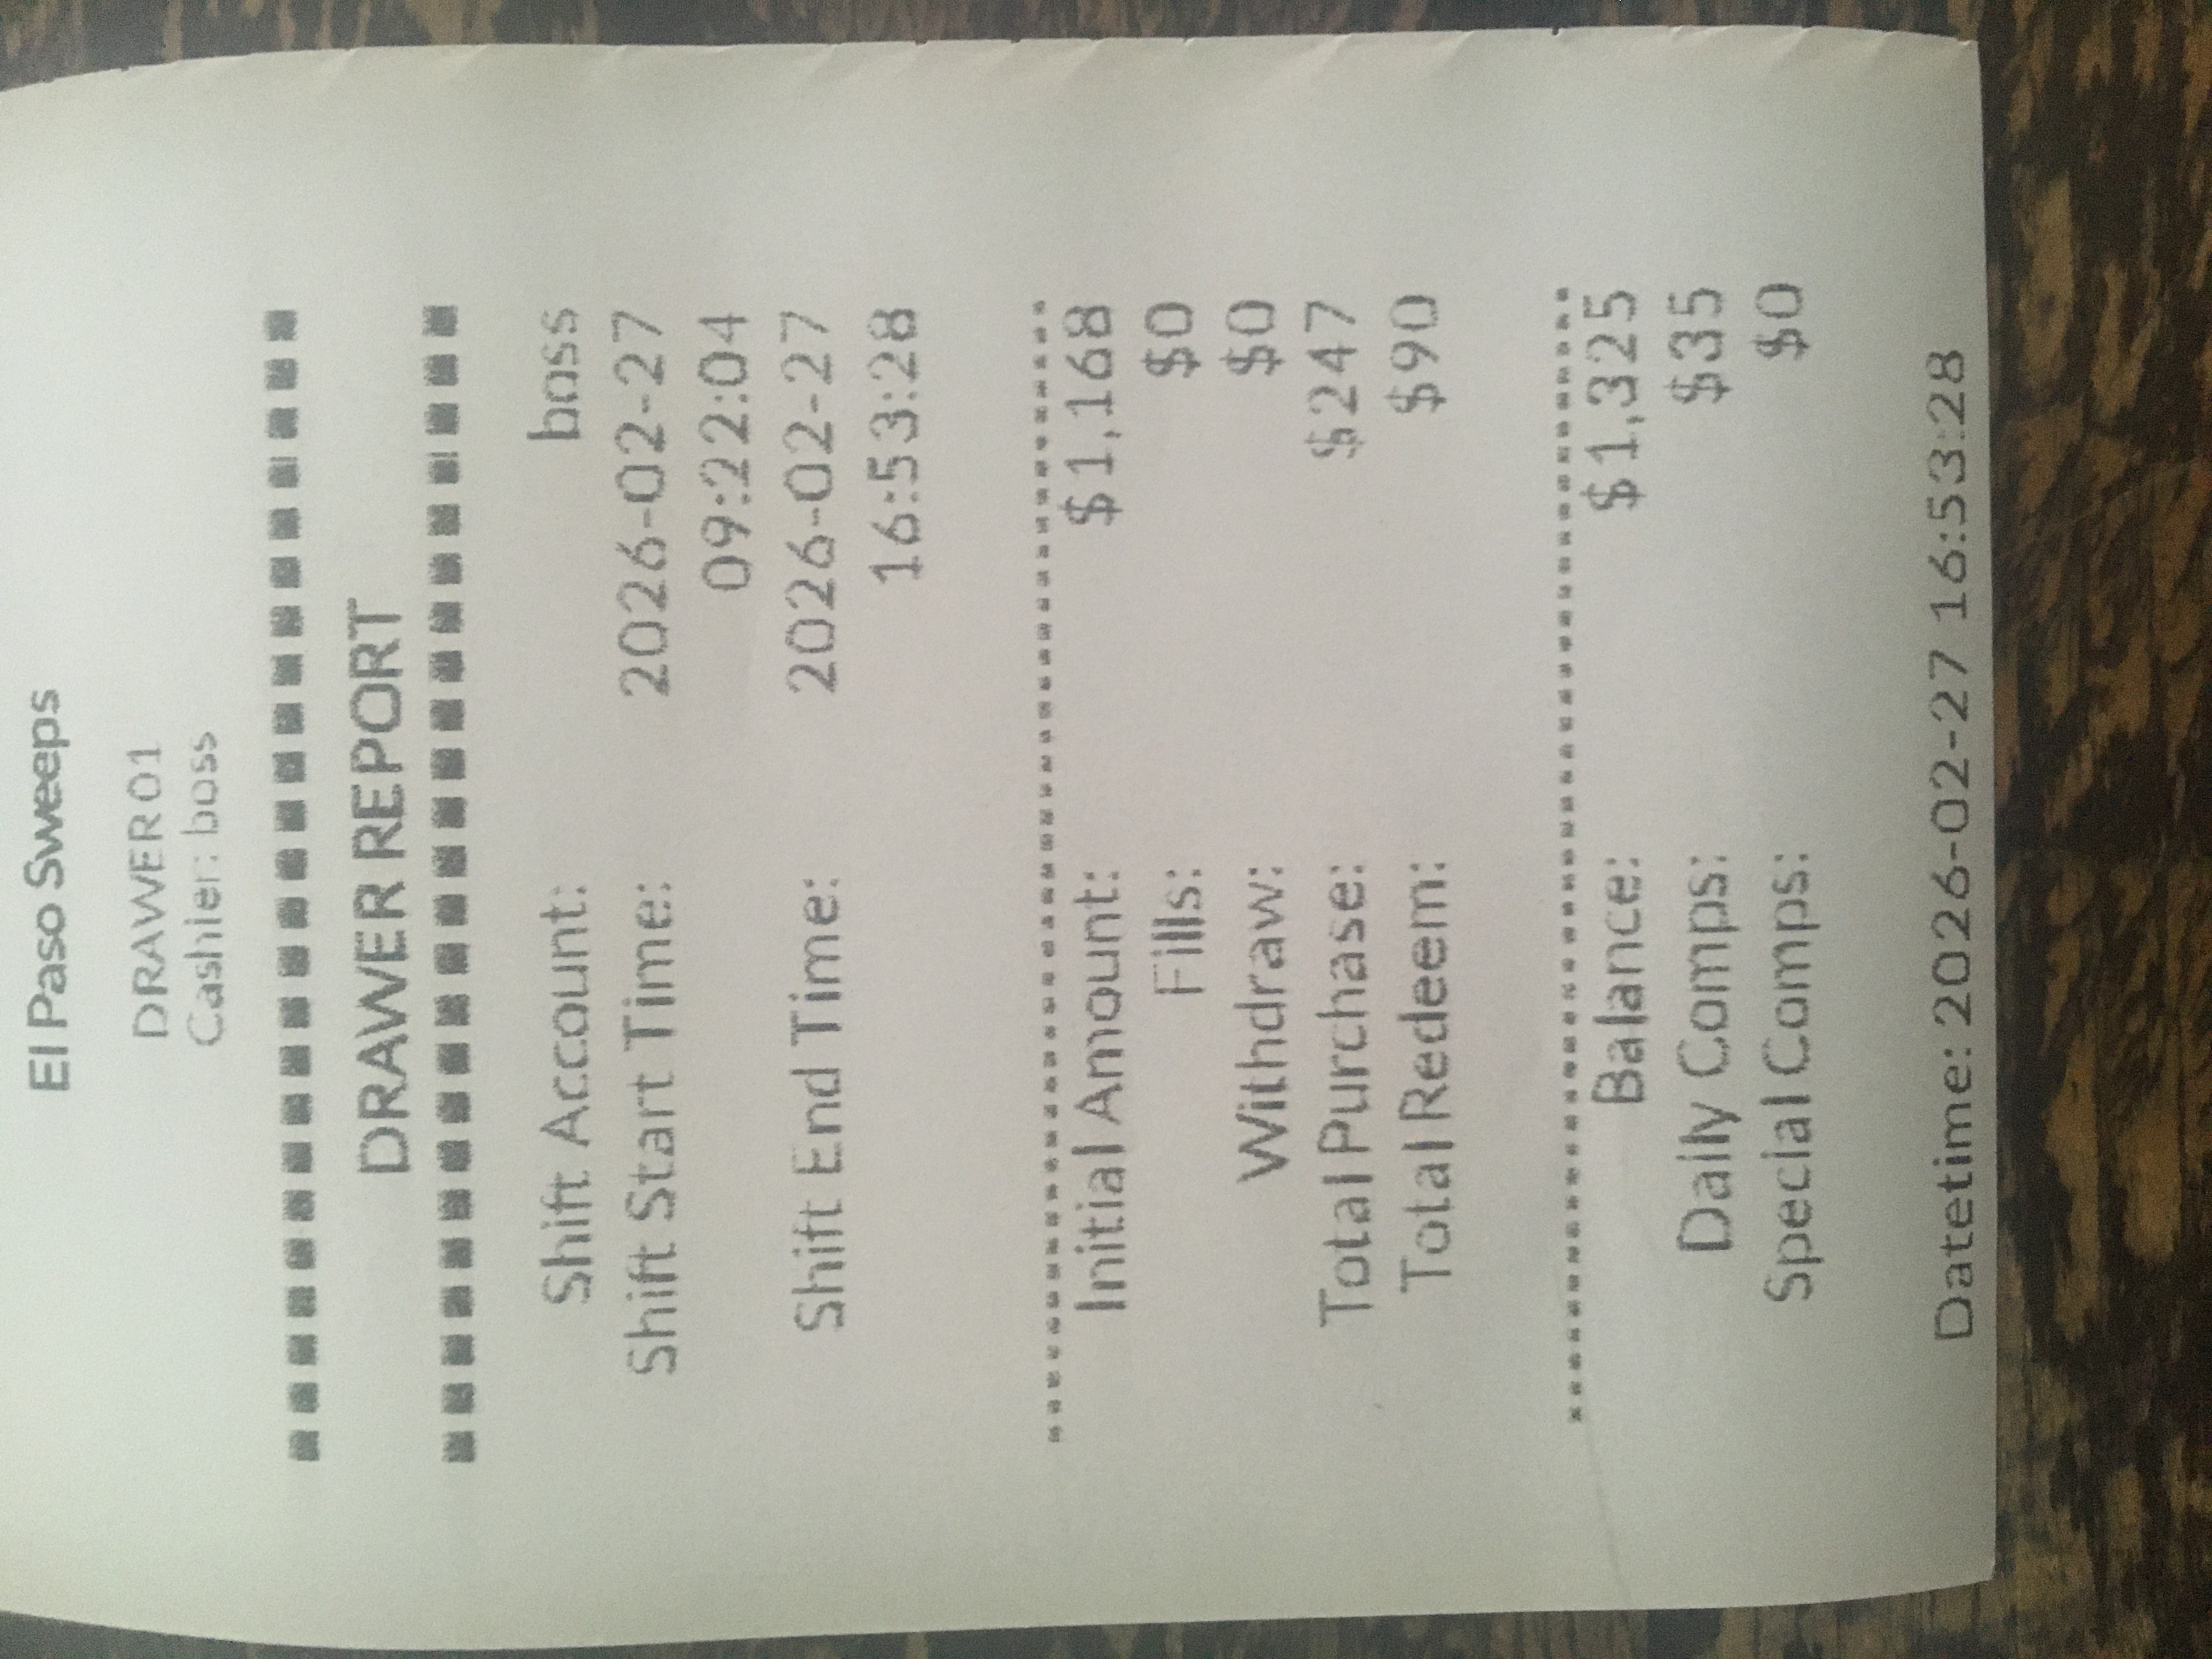 El Paso Sweeps
DRAWER01
Cashier: boss
DRAWER REPORT
Shift Account: boss
Shift Start Time: 2026-02-27
09:22:04
Shift End Time: 2026-02-27
16:53:28
Initial Amount: $1,168
Fills: $0
Withdraw: $0
Total Purchase: $247
Total Redeem: $90
Balance: $1,325
Daily Comps: $35
Special Comps: $0
Datetime: 2026-02-27 16:53:28